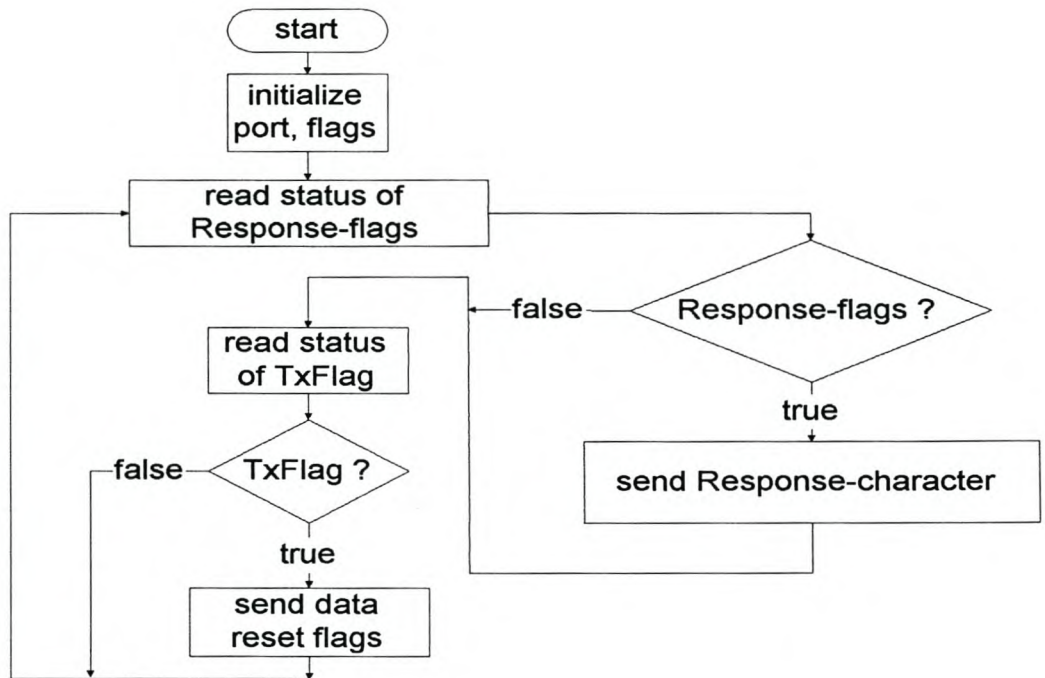 start
initialize
port, flags
read status of
Response-flags
Response-flags ?
false
true
send Response-character
read status
of TxFlag
TxFlag ?
false
true
send data
reset flags